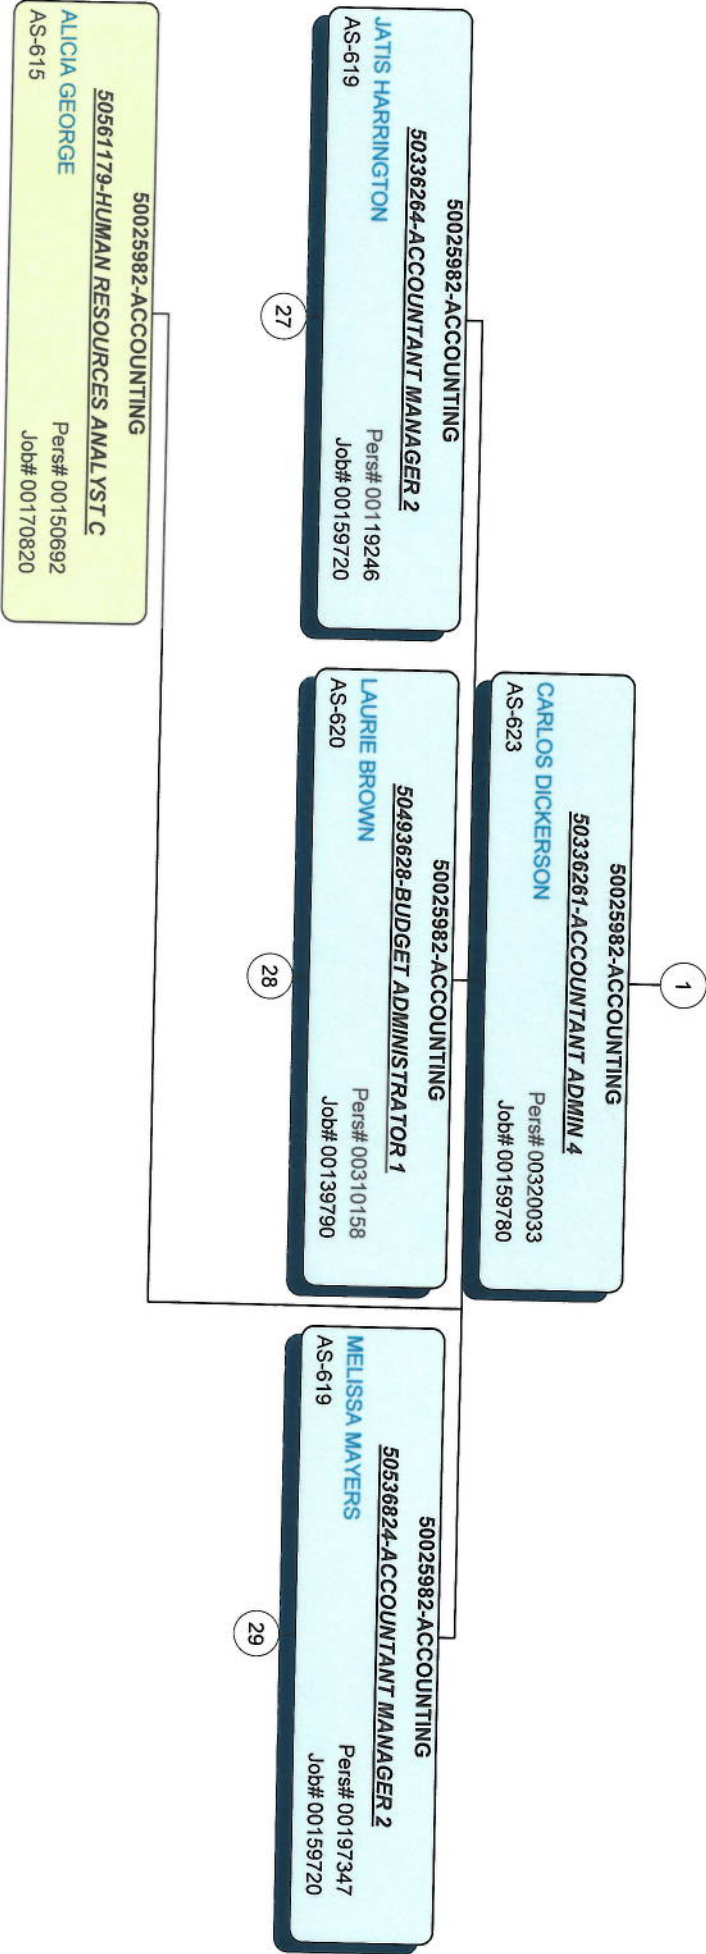 1
50025982-ACCOUNTING
50336261-ACCOUNTANT ADMIN 4
CARLOS DICKERSON
Pers# 00320033
AS-623
Job# 00159780
50025982-ACCOUNTING
50336264-ACCOUNTANT MANAGER 2
JATIS HARRINGTON
Pers# 00119246
AS-619
Job# 00159720
27
50025982-ACCOUNTING
50493628-BUDGET ADMINISTRATOR 1
LAURIE BROWN
Pers# 00310158
AS-620
Job# 00139790
28
50025982-ACCOUNTING
50536824-ACCOUNTANT MANAGER 2
MELISSA MAYERS
Pers# 00197347
AS-619
Job# 00159720
29
50025982-ACCOUNTING
50561179-HUMAN RESOURCES ANALYST C
ALICIA GEORGE
Pers# 00150692
AS-615
Job# 00170820